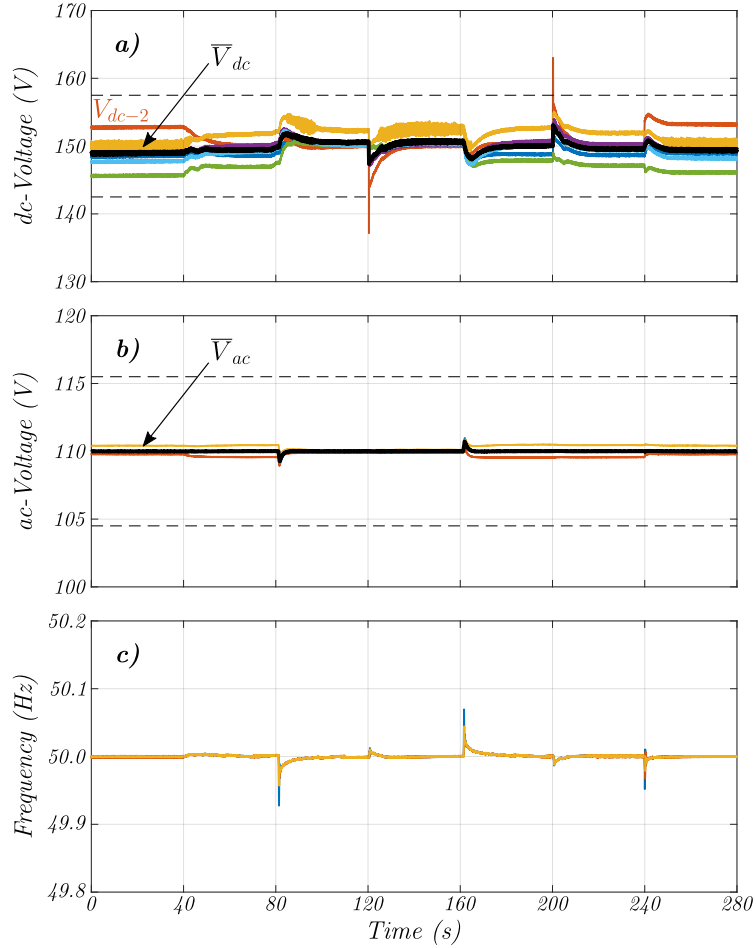 170
a)
V̅dc
160
Vdc−2
150
140
130
dc-Voltage (V)
120
b)
V̅ac
115
110
105
100
ac-Voltage (V)
50.2
c)
50.1
50.0
49.9
49.8
Frequency (Hz)
0 40 80 120 160 200 240 280
Time (s)